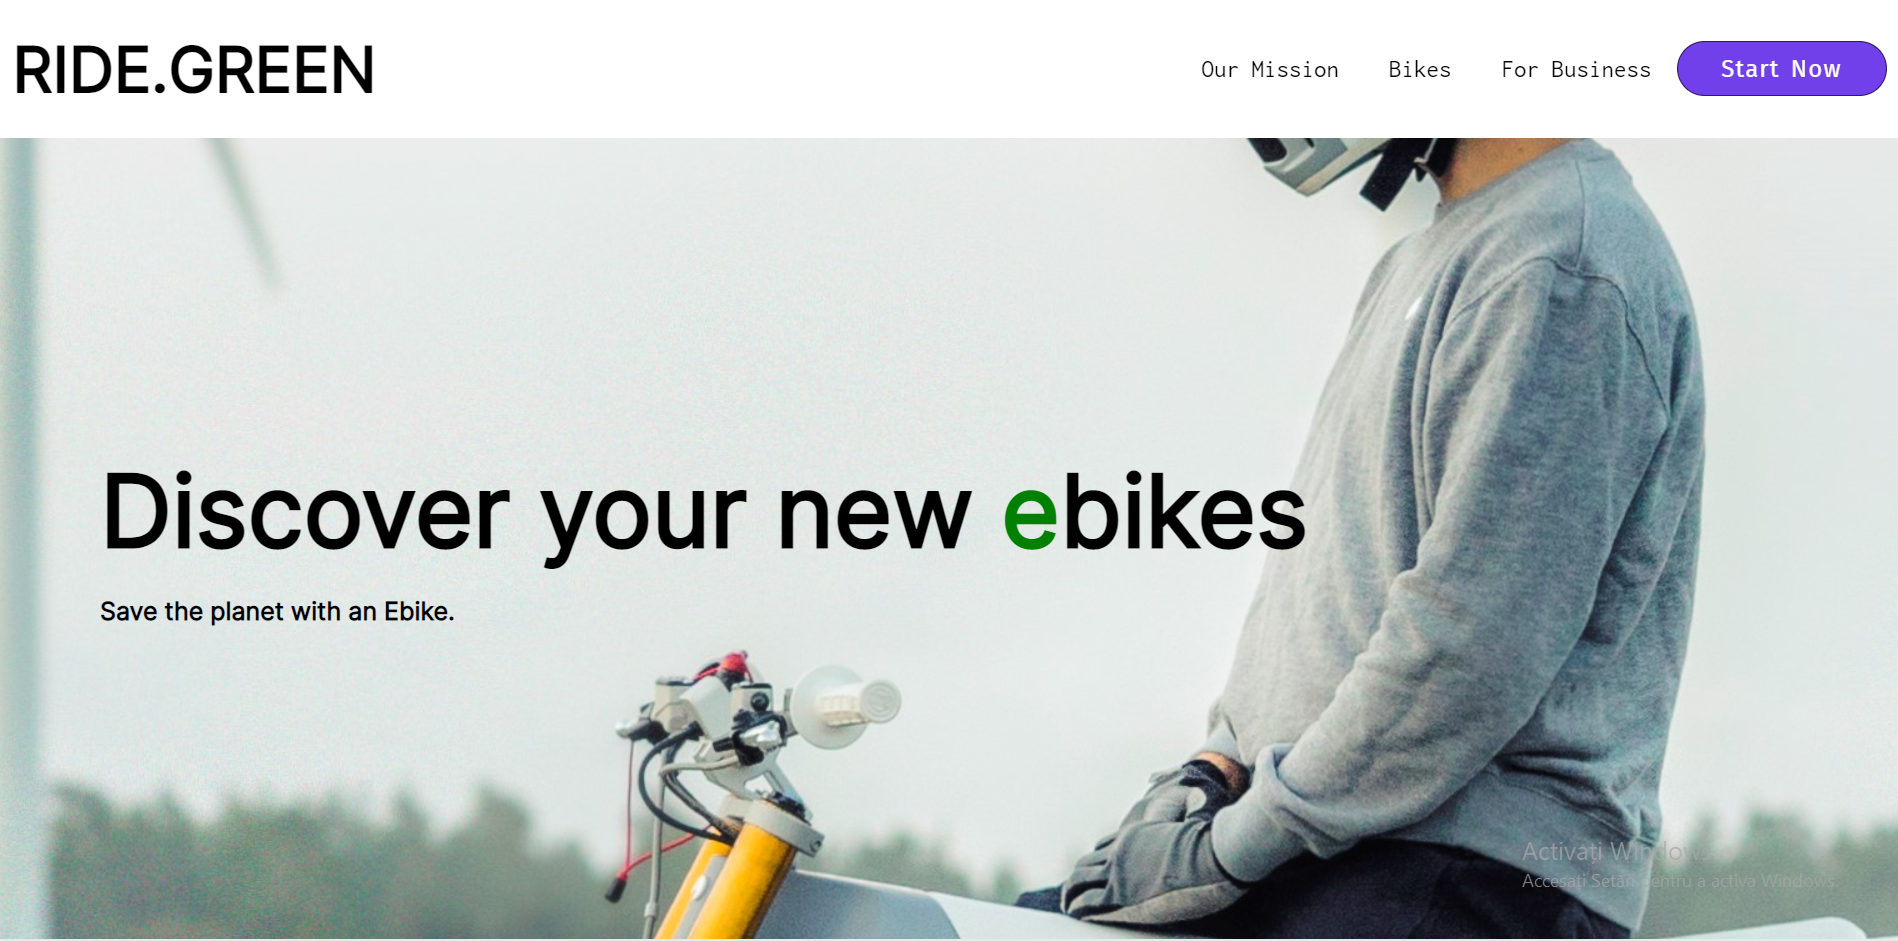 RIDE.GREEN
Our Mission Bikes For Business Start Now
Discover your new ebikes
Save the planet with an Ebike.
Activați Windows
Accesați Setări pentru a activa Windows.